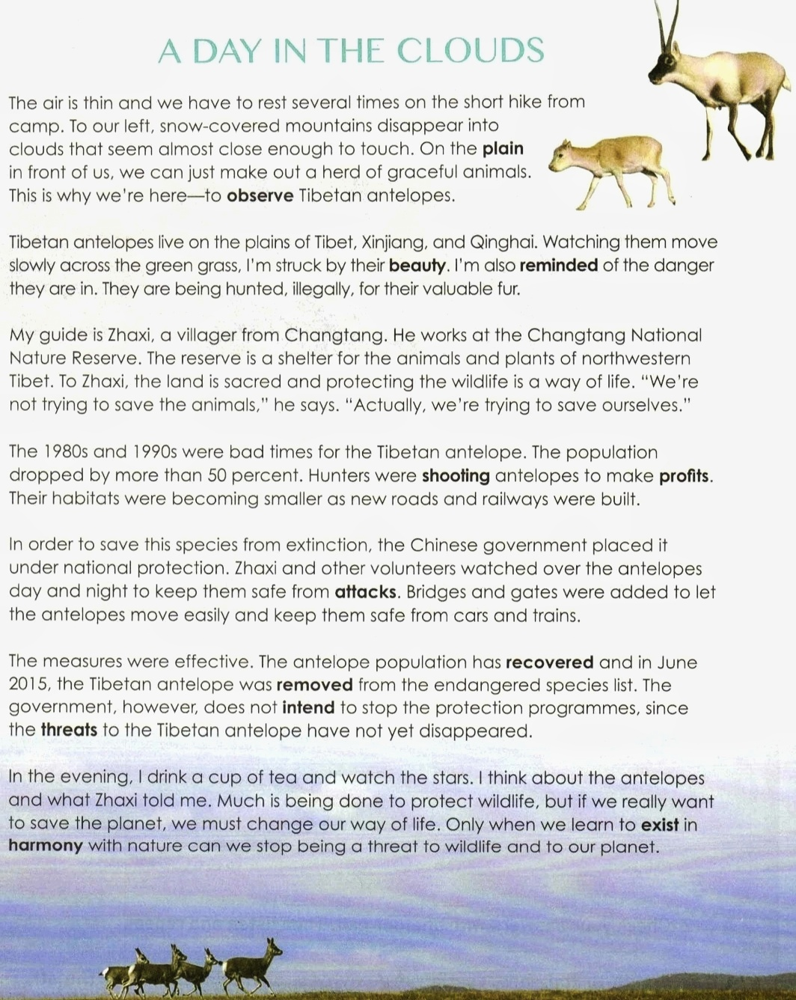 A DAY IN THE CLOUDS
The air is thin and we have to rest several times on the short hike from
camp. To our left, snow-covered mountains disappear into
clouds that seem almost close enough to touch. On the plain
in front of us, we can just make out a herd of graceful animals.
This is why we're here—to observe Tibetan antelopes.
Tibetan antelopes live on the plains of Tibet, Xinjiang, and Qinghai. Watching them move
slowly across the green grass, I'm struck by their beauty. I'm also reminded of the danger
they are in. They are being hunted, illegally, for their valuable fur.
My guide is Zhaxi, a villager from Changtang. He works at the Changtang National
Nature Reserve. The reserve is a shelter for the animals and plants of northwestern
Tibet. To Zhaxi, the land is sacred and protecting the wildlife is a way of life. “We're
not trying to save the animals,” he says. “Actually, we're trying to save ourselves.”
The 1980s and 1990s were bad times for the Tibetan antelope. The population
dropped by more than 50 percent. Hunters were shooting antelopes to make profits.
Their habitats were becoming smaller as new roads and railways were built.
In order to save this species from extinction, the Chinese government placed it
under national protection. Zhaxi and other volunteers watched over the antelopes
day and night to keep them safe from attacks. Bridges and gates were added to let
the antelopes move easily and keep them safe from cars and trains.
The measures were effective. The antelope population has recovered and in June
2015, the Tibetan antelope was removed from the endangered species list. The
government, however, does not intend to stop the protection programmes, since
the threats to the Tibetan antelope have not yet disappeared.
In the evening, I drink a cup of tea and watch the stars. I think about the antelopes
and what Zhaxi told me. Much is being done to protect wildlife, but if we really want
to save the planet, we must change our way of life. Only when we learn to exist in
harmony with nature can we stop being a threat to wildlife and to our planet.